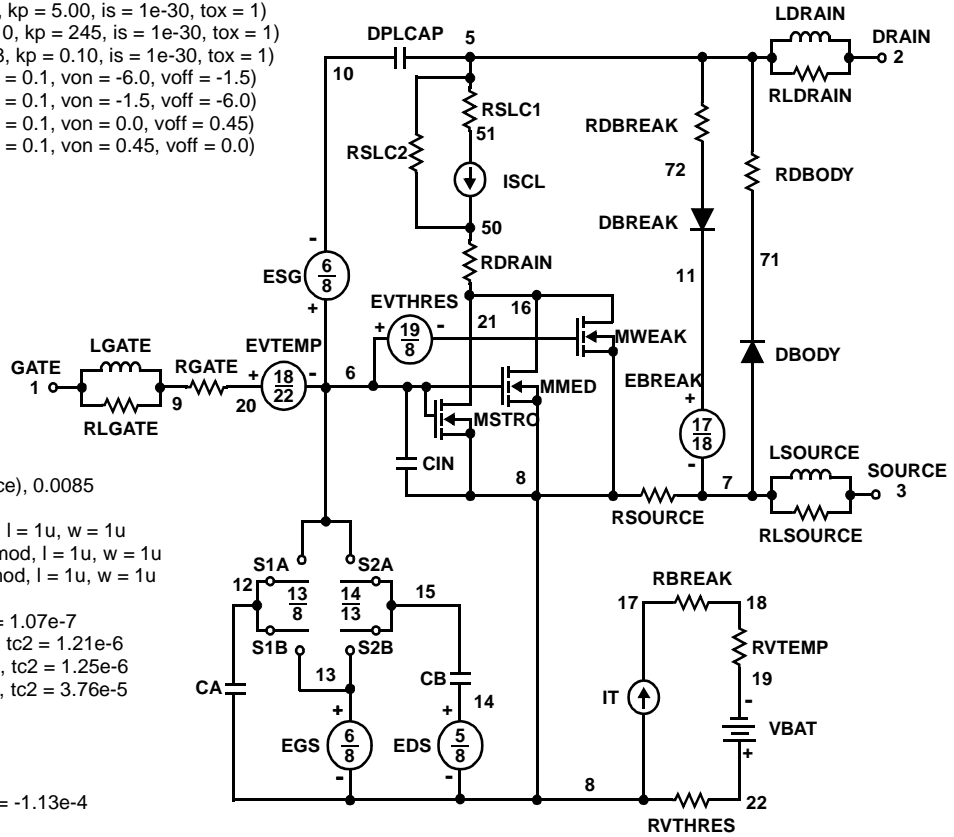 , kp = 5.00, is = 1e-30, tox = 1)
0, kp = 245, is = 1e-30, tox = 1)
3, kp = 0.10, is = 1e-30, tox = 1)
= 0.1, von = -6.0, voff = -1.5)
= 0.1, von = -1.5, voff = -6.0)
= 0.1, von = 0.0, voff = 0.45)
= 0.1, von = 0.45, voff = 0.0)
DPLCAP
5
10
LDRAIN
DRAIN
2
RLDRAIN
RSLC1
51
RSLC2
ISCL
50
RDRAIN
RDBREAK
72
DBREAK
11
RDBODY
71
DBODY
-
ESG
6
8
+
EVTHRES
+
19
8
-
21
16
MWEAK
MMED
MSTRO
EBREAK
+
17
18
-
GATE
1
LGATE
RLGATE
9
RGATE
20
EVTEMP
+
18
22
-
6
CIN
8
RSOURCE
7
LSOURCE
SOURCE
3
RLSOURCE
ce), 0.0085
l = 1u, w = 1u
mod, l = 1u, w = 1u
nod, l = 1u, w = 1u
= 1.07e-7
, tc2 = 1.21e-6
, tc2 = 1.25e-6
, tc2 = 3.76e-5
= -1.13e-4
S1A
S2A
12
13
8
14
13
15
S1B
S2B
13
CA
CB
14
+
EGS
6
8
-
+
EDS
5
8
-
8
RBREAK
17
18
RVTEMP
19
IT
-
VBAT
+
22
RVTHRES